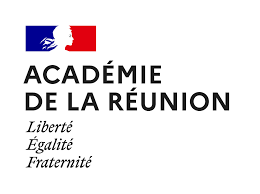 ACADÉMIE
DE LA RÉUNION
Liberté
Égalité
Fraternité